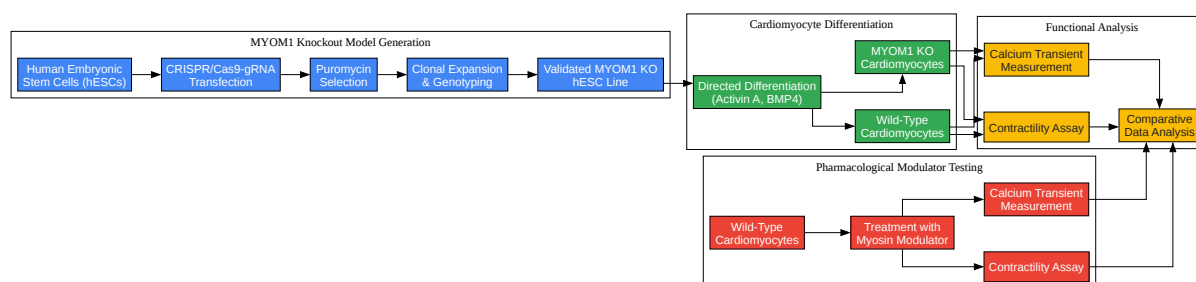 MYOM1 Knockout Model Generation
Human Embryonic
Stem Cells (hESCs)
CRISPR/Cas9-gRNA
Transfection
Puromycin
Selection
Clonal Expansion
& Genotyping
Validated MYOM1 KO
hESC Line
Cardiomyocyte Differentiation
Directed Differentiation
(Activin A, BMP4)
MYOM1 KO
Cardiomyocytes
Wild-Type
Cardiomyocytes
Functional Analysis
Calcium Transient
Measurement
Contractility Assay
Comparative
Data Analysis
Pharmacological Modulator Testing
Wild-Type
Cardiomyocytes
Treatment with
Myosin Modulator
Calcium Transient
Measurement
Contractility Assay